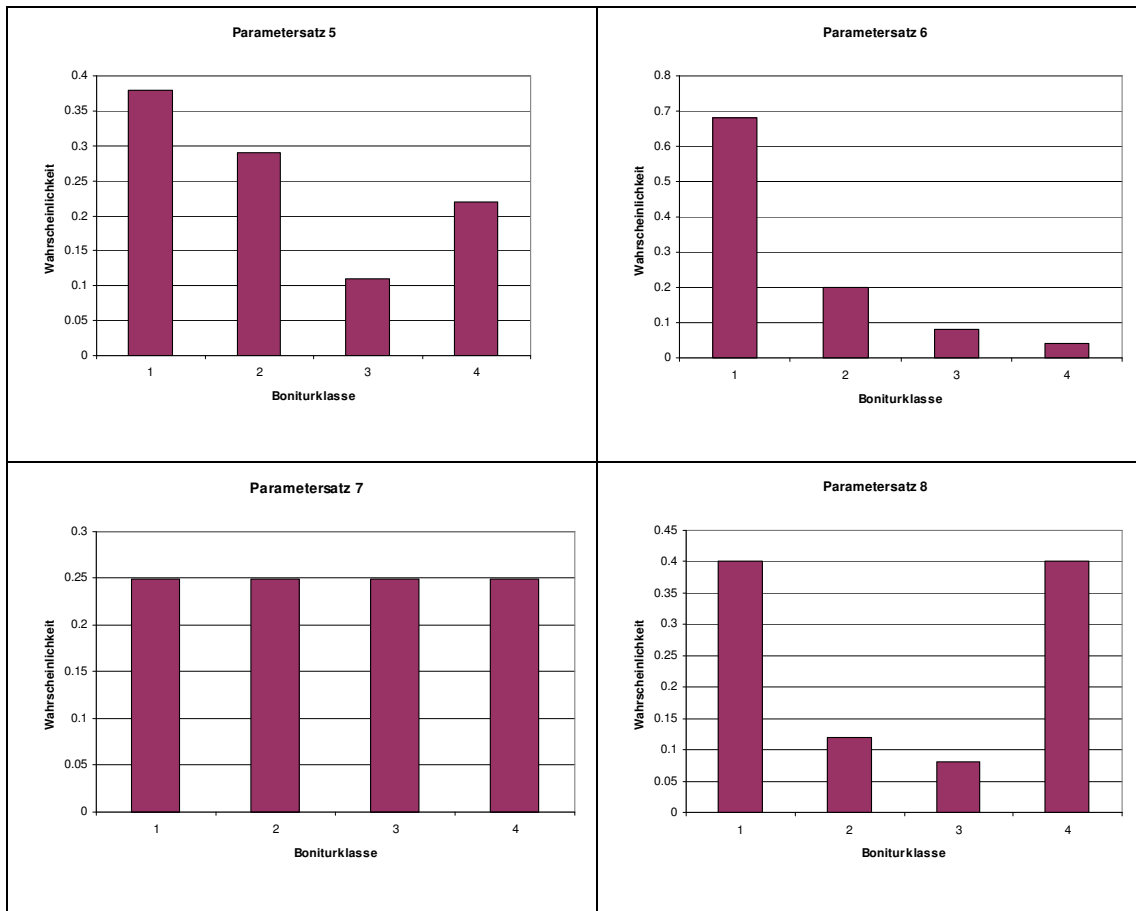 Parametersatz 5
0.4
0.35
0.3
0.25
0.2
0.15
0.1
0.05
0
Wahrscheinlichkeit
1 2 3 4
Boniturklasse
Parametersatz 6
0.8
0.7
0.6
0.5
0.4
0.3
0.2
0.1
0
Wahrscheinlichkeit
1 2 3 4
Boniturklasse
Parametersatz 7
0.3
0.25
0.2
0.15
0.1
0.05
0
Wahrscheinlichkeit
1 2 3 4
Boniturklasse
Parametersatz 8
0.45
0.4
0.35
0.3
0.25
0.2
0.15
0.1
0.05
0
Wahrscheinlichkeit
1 2 3 4
Boniturklasse